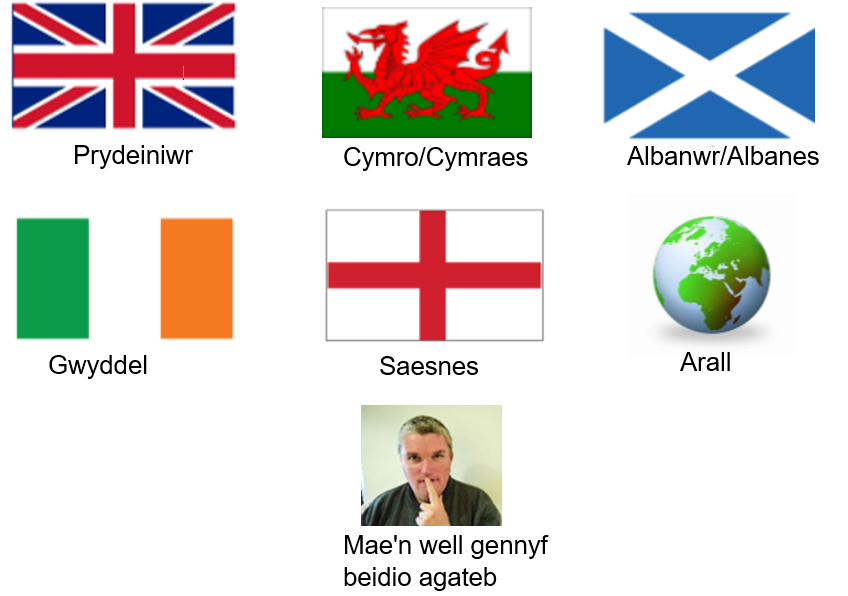 Prydeiniwr
Cymro/Cymraes
Albanwr/Albanes
Gwyddel
Saesnes
Arall
Mae'n well gennyf
beidio agateb